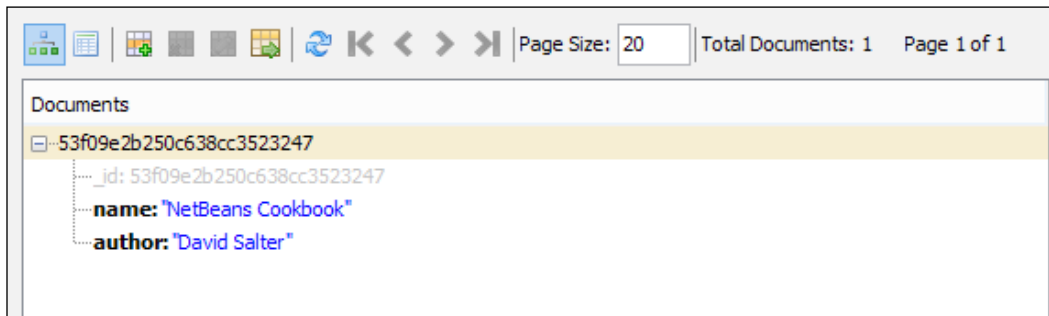 Page Size: 20 Total Documents: 1 Page 1 of 1
Documents
53f09e2b250c638cc3523247
_id: 53f09e2b250c638cc3523247
name: "NetBeans Cookbook"
author: "David Salter"